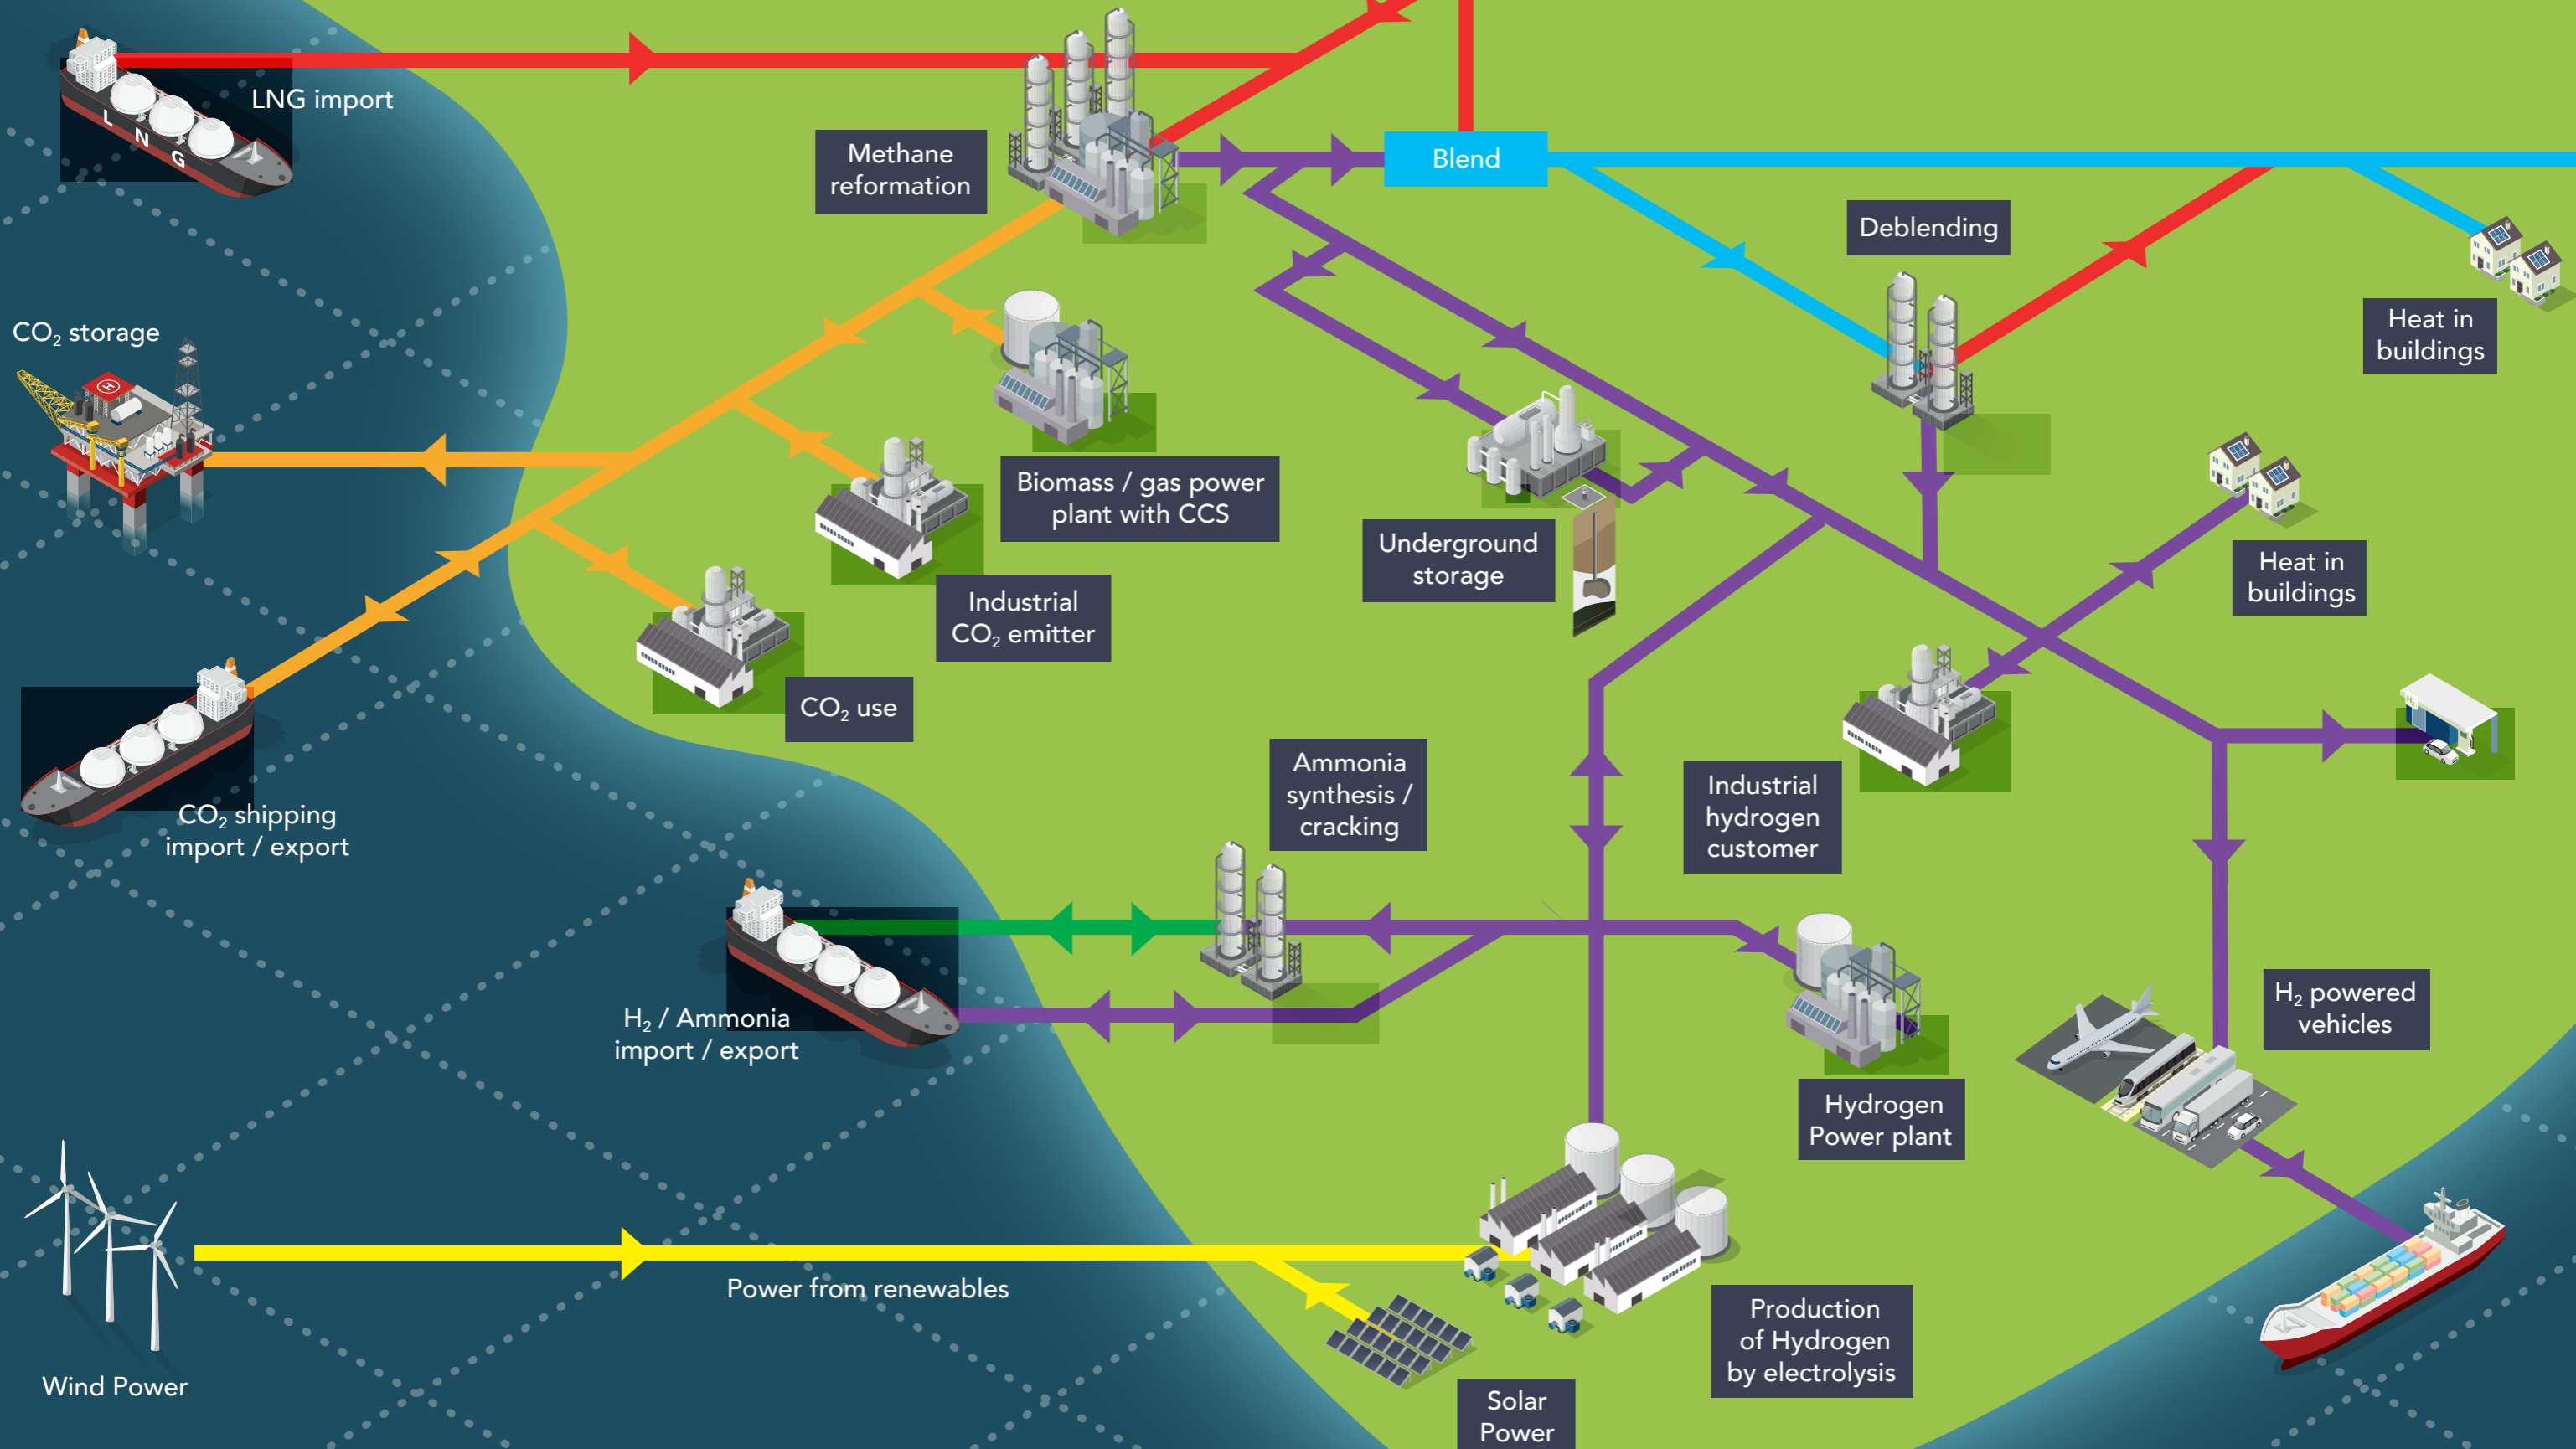 LNG import
L N G
Methane
reformation
Blend
Deblending
Heat in
buildings
CO₂ storage
H
Biomass / gas power
plant with CCS
Underground
storage
Heat in
buildings
Industrial
CO₂ emitter
CO₂ use
H₂
CO₂ shipping
import / export
Ammonia
synthesis /
cracking
Industrial
hydrogen
customer
H₂ / Ammonia
import / export
H₂ powered
vehicles
Hydrogen
Power plant
Power from renewables
Wind Power
Production
of Hydrogen
by electrolysis
Solar
Power